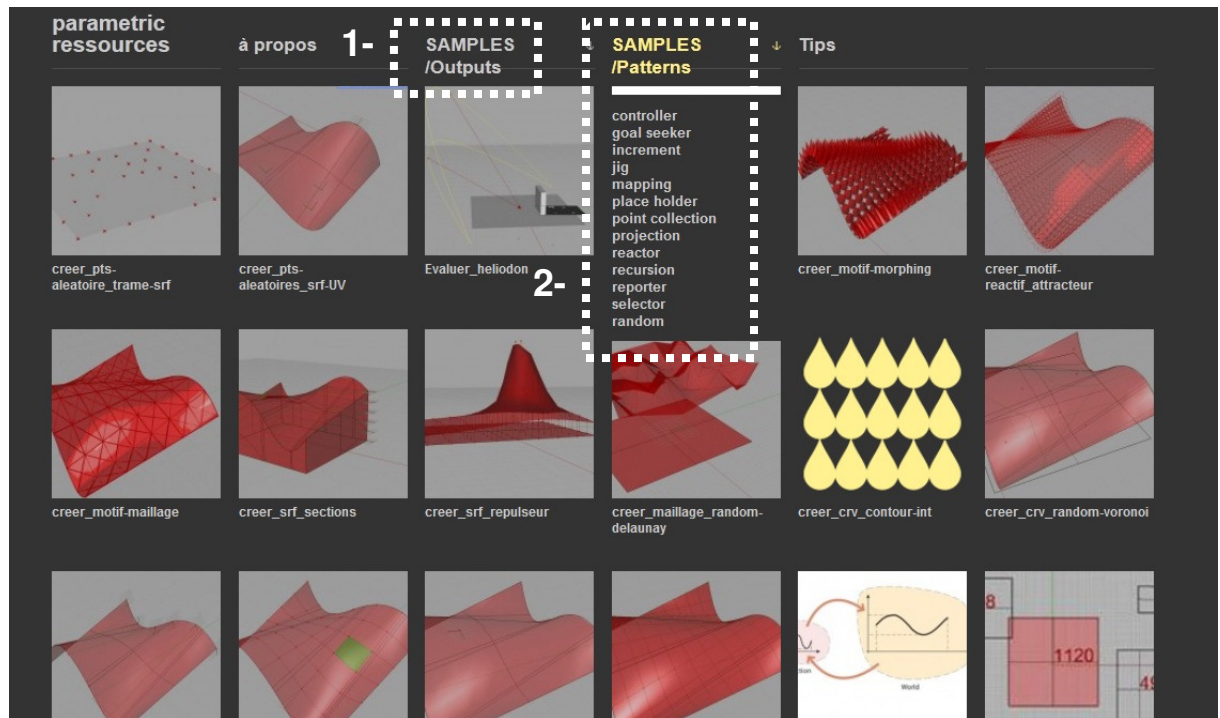 parametric
ressources
à propos
1-
SAMPLES
/Outputs
↓
SAMPLES
/Patterns
↓
Tips
controller
goal seeker
increment
jig
mapping
place holder
point collection
projection
reactor
recursion
reporter
selector
random
2-
creer_pts-
aleatoire_trame-srf
creer_pts-
aleatoires_srf-UV
Evaluer_heliodon
creer_motif-morphing
creer_motif-
reactif_attracteur
creer_motif-maillage
creer_srf_sections
creer_srf_repulseur
creer_maillage_random-
delaunay
creer_crv_contour-int
creer_crv_random-voronoi
World
8
1120